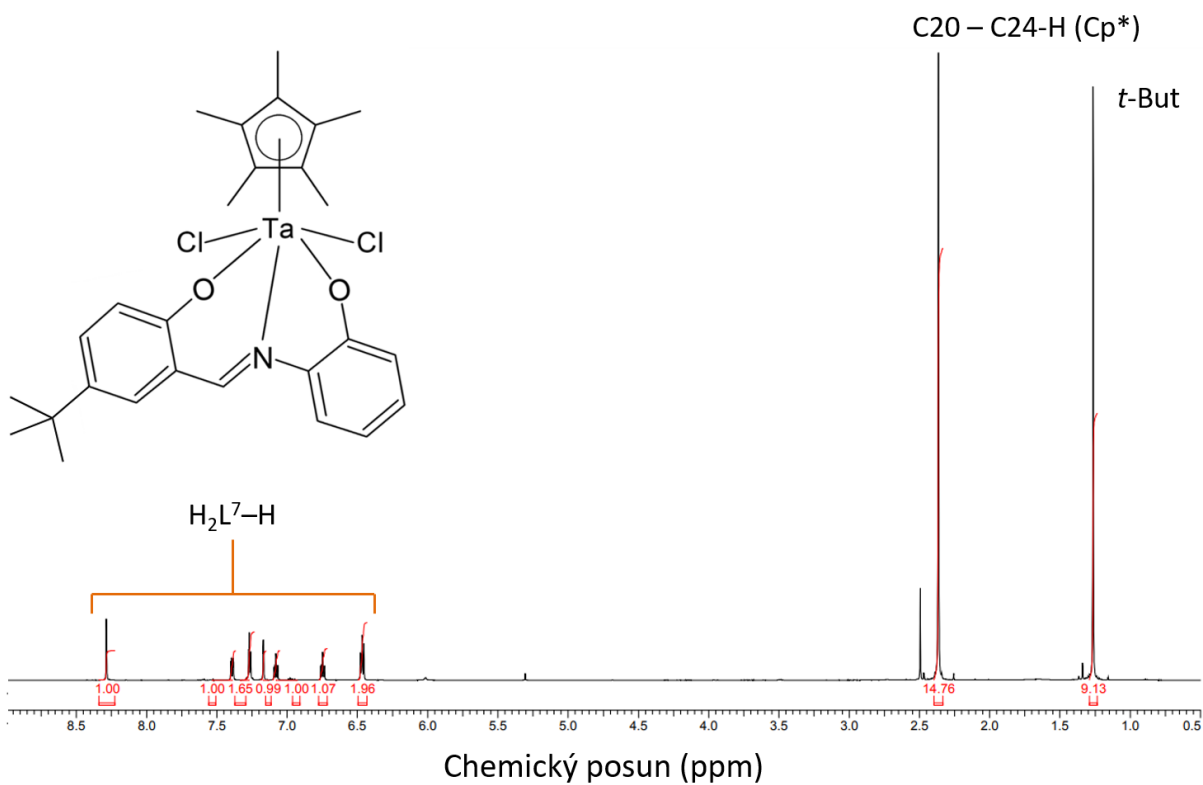 C20 – C24-H (Cp*)
t-But
Cl Ta Cl
O O
N
H₂L⁷–H
1.00 1.00 1.65 0.99 1.00 1.07 1.96 14.76 9.13
8.5 8.0 7.5 7.0 6.5 6.0 5.5 5.0 4.5 4.0 3.5 3.0 2.5 2.0 1.5 1.0 0.5
Chemický posun (ppm)